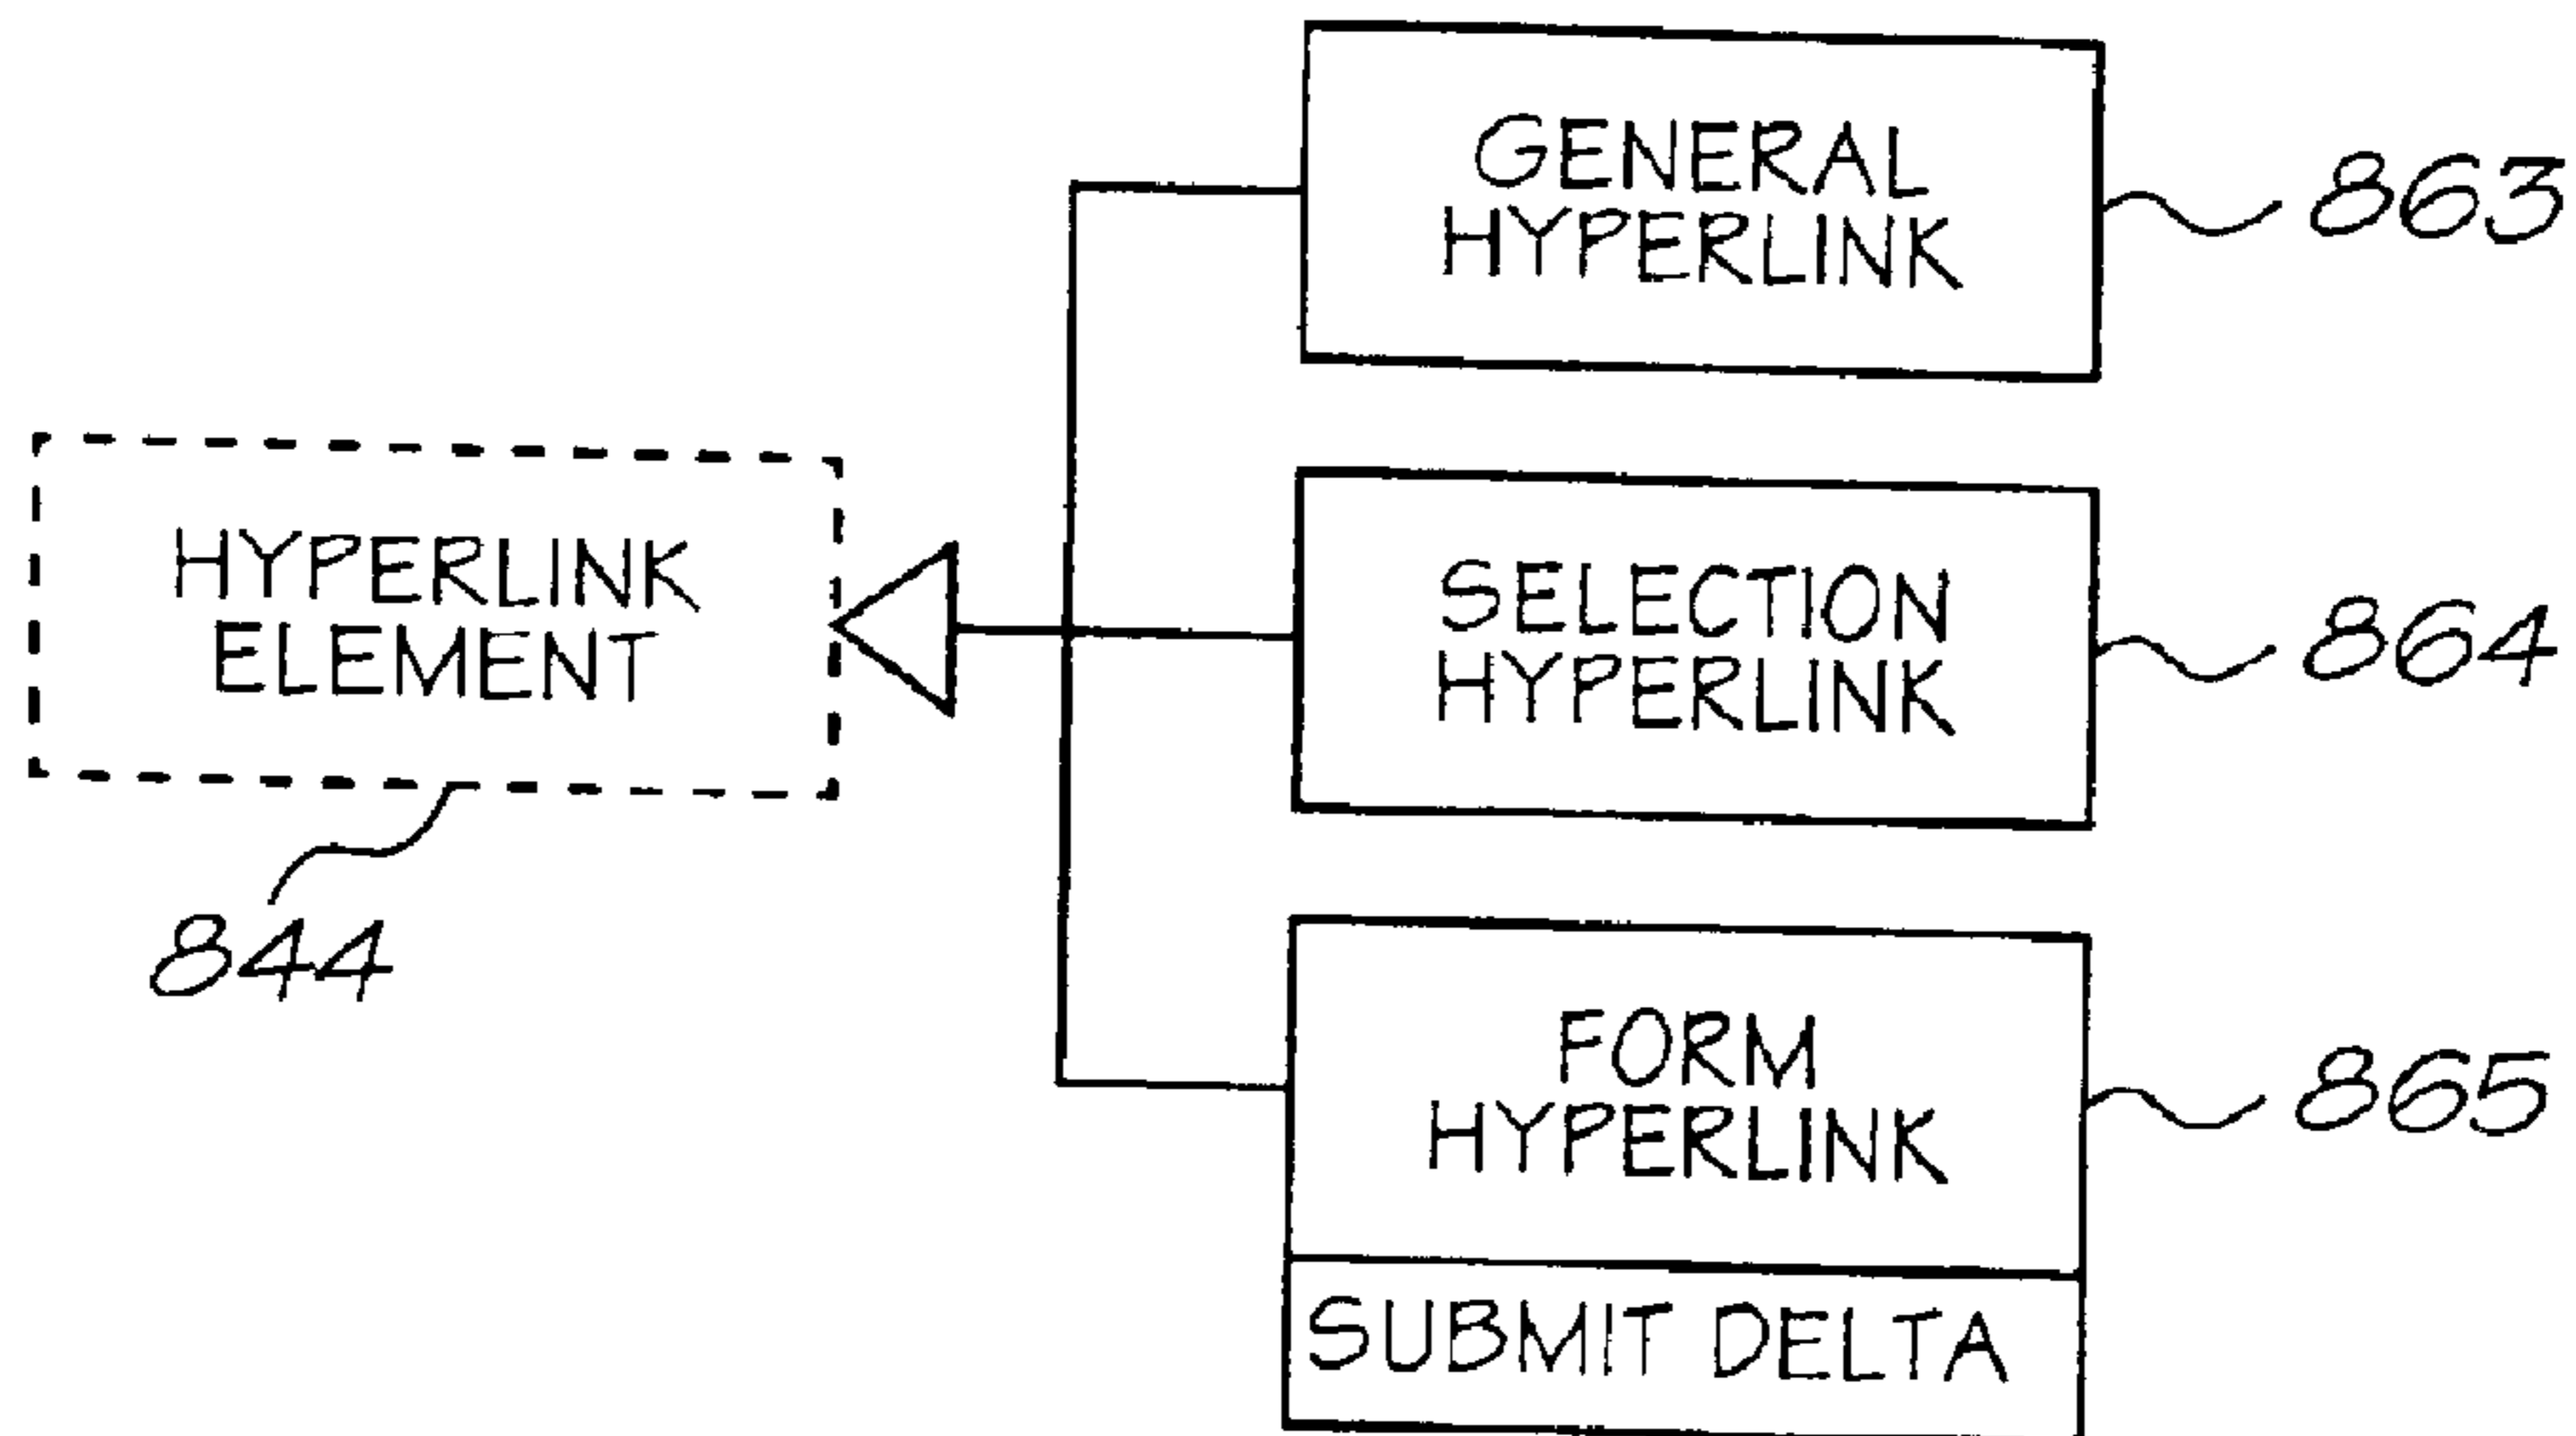 GENERAL
HYPERLINK
863
HYPERLINK
ELEMENT
844
SELECTION
HYPERLINK
864
FORM
HYPERLINK
865
SUBMIT DELTA